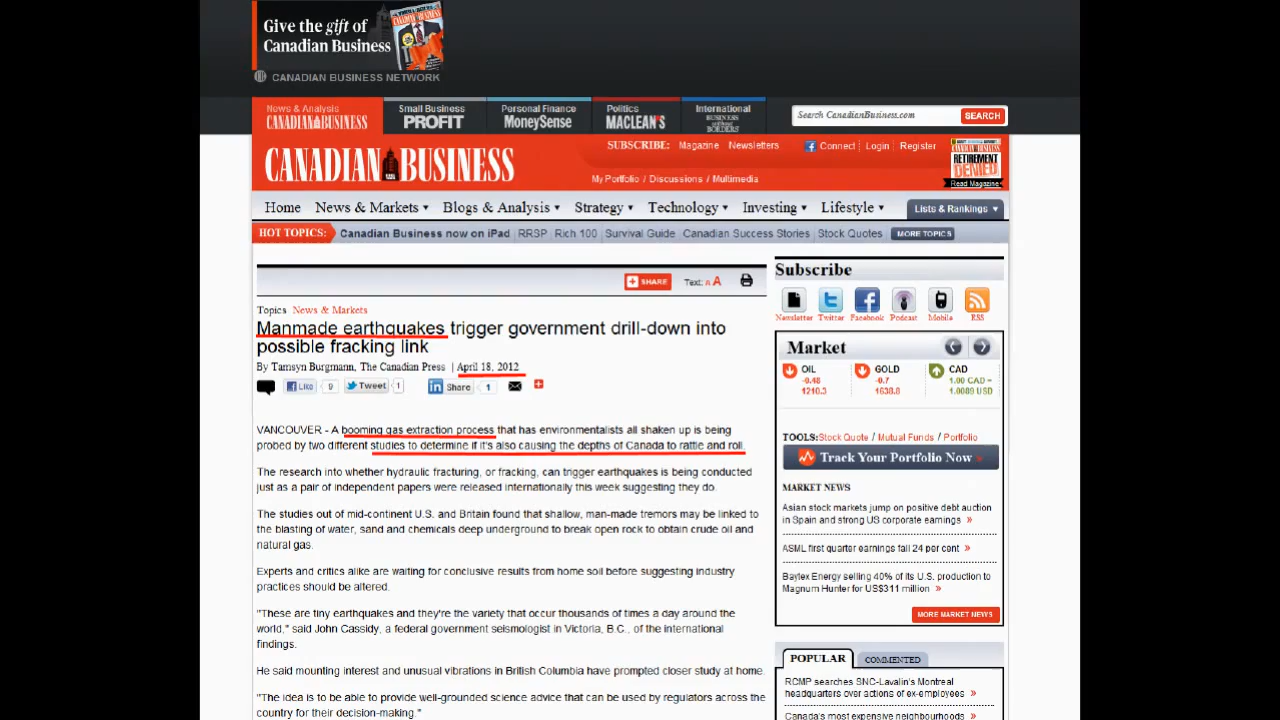 Give the gift of
Canadian Business
CANADIAN BUSINESS NETWORK
News & Analysis
CANADIAN BUSINESS
Small Business
PROFIT
Personal Finance
MoneySense
Politics
MACLEAN'S
International
BUSINESS
WITHOUT
BORDERS
Search CanadianBusiness.com
SEARCH
CANADIAN BUSINESS
SUBSCRIBE: Magazine Newsletters
Connect Login Register
My Portfolio / Discussions / Multimedia
RETIREMENT
DENIED
Read Magazine
Home News & Markets Blogs & Analysis Strategy Technology Investing Lifestyle Lists & Rankings
HOT TOPICS: Canadian Business now on iPad RRSP Rich 100 Survival Guide Canadian Success Stories Stock Quotes MORE TOPICS
SHARE Text: A A
Topics News & Markets
Manmade earthquakes trigger government drill-down into
possible fracking link
By Tamsyn Burgmann, The Canadian Press | April 18, 2012
Like 9 Tweet 1 in Share 1
VANCOUVER - A booming gas extraction process that has environmentalists all shaken up is being
probed by two different studies to determine if it's also causing the depths of Canada to rattle and roll.
The research into whether hydraulic fracturing, or fracking, can trigger earthquakes is being conducted
just as a pair of independent papers were released internationally this week suggesting they do.
The studies out of mid-continent U.S. and Britain found that shallow, man-made tremors may be linked to
the blasting of water, sand and chemicals deep underground to break open rock to obtain crude oil and
natural gas.
Experts and critics alike are waiting for conclusive results from home soil before suggesting industry
practices should be altered.
"These are tiny earthquakes and they're the variety that occur thousands of times a day around the
world," said John Cassidy, a federal government seismologist in Victoria, B.C., of the international
findings.
He said mounting interest and unusual vibrations in British Columbia have prompted closer study at home.
"The idea is to be able to provide well-grounded science advice that can be used by regulators across the
country for their decision-making."
Subscribe
Newsletter Twitter Facebook Podcast Mobile RSS
Market
OIL
-0.48
1210.3
GOLD
-0.7
1638.8
CAD
1.00 CAD =
1.0089 USD
TOOLS: Stock Quote / Mutual Funds / Portfolio
Track Your Portfolio Now »
MARKET NEWS
Asian stock markets jump on positive debt auction
in Spain and strong US corporate earnings »
ASML first quarter earnings fall 24 per cent »
Baytex Energy selling 40% of its U.S. production to
Magnum Hunter for US$311 million »
MORE MARKET NEWS
POPULAR COMMENTED
RCMP searches SNC-Lavalin's Montreal
headquarters over actions of ex-employees »
Canada's most expensive neighbourhoods »